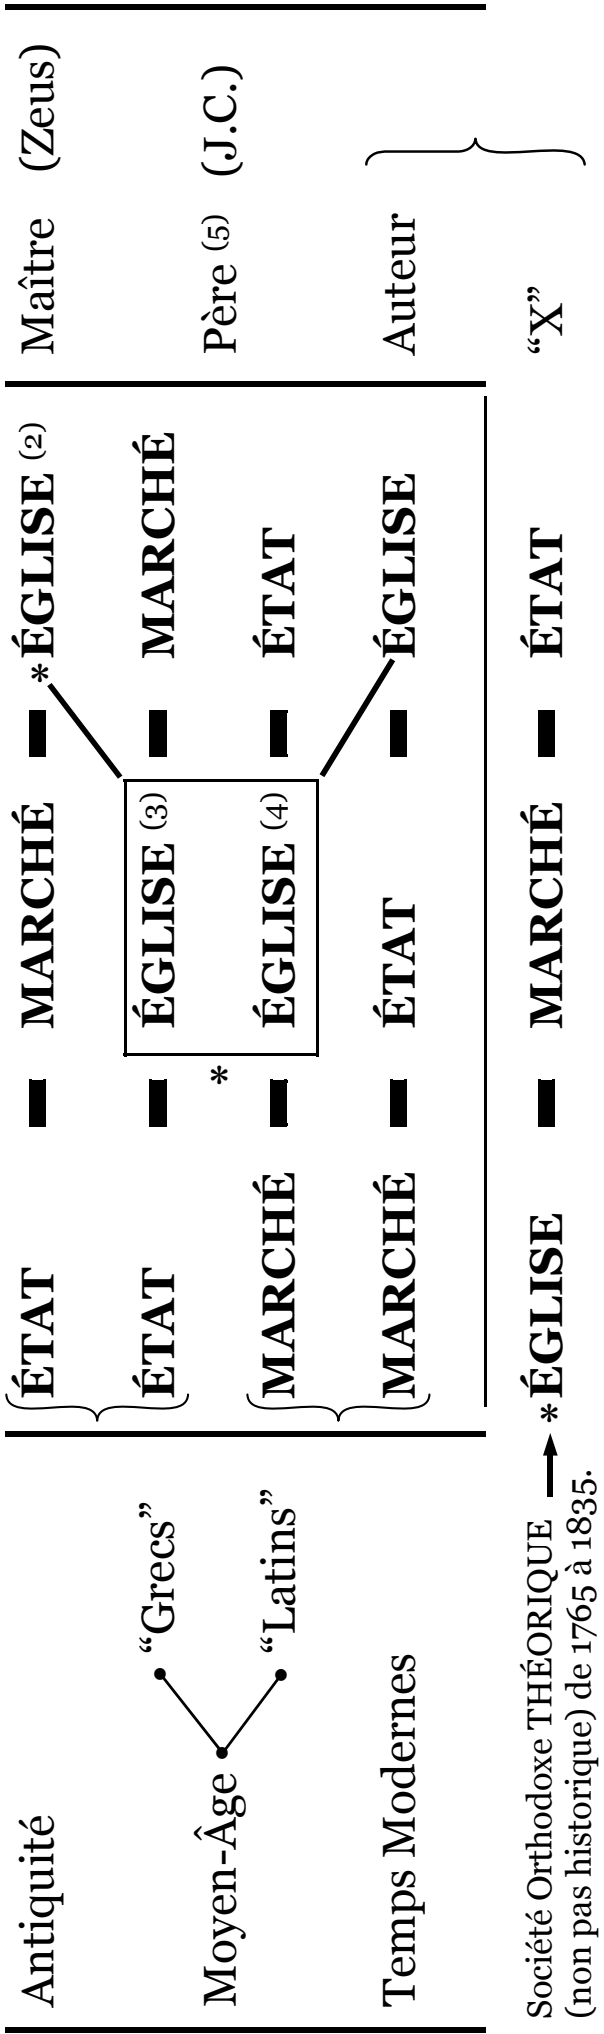 Antiquité ÉTAT MARCHÉ *ÉGLISE (2) Maître (Zeus)
“Grecs” ÉTAT ÉGLISE (3) MARCHÉ
Moyen-Âge * Père (5) (J.C.)
“Latins” MARCHÉ ÉGLISE (4) ÉTAT
Temps Modernes MARCHÉ ÉTAT ÉGLISE Auteur
Société Orthodoxe THÉORIQUE *ÉGLISE MARCHÉ ÉTAT “X”
(non pas historique) de 1765 à 1835.